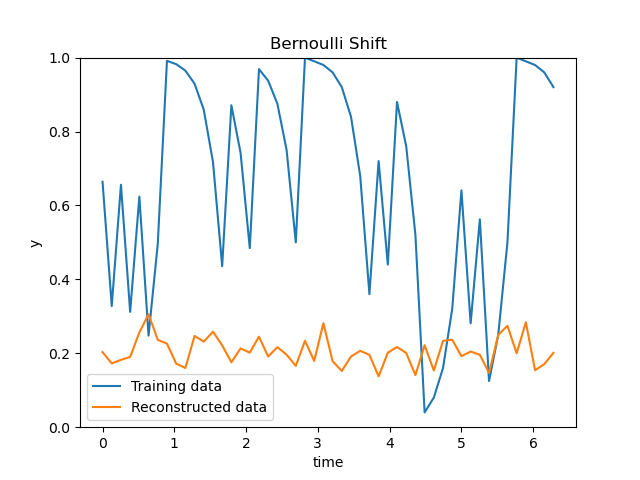 Bernoulli Shift
1.0
0.8
0.6
0.4
0.2
0.0
y
Training data
Reconstructed data
0 1 2 3 4 5 6
time